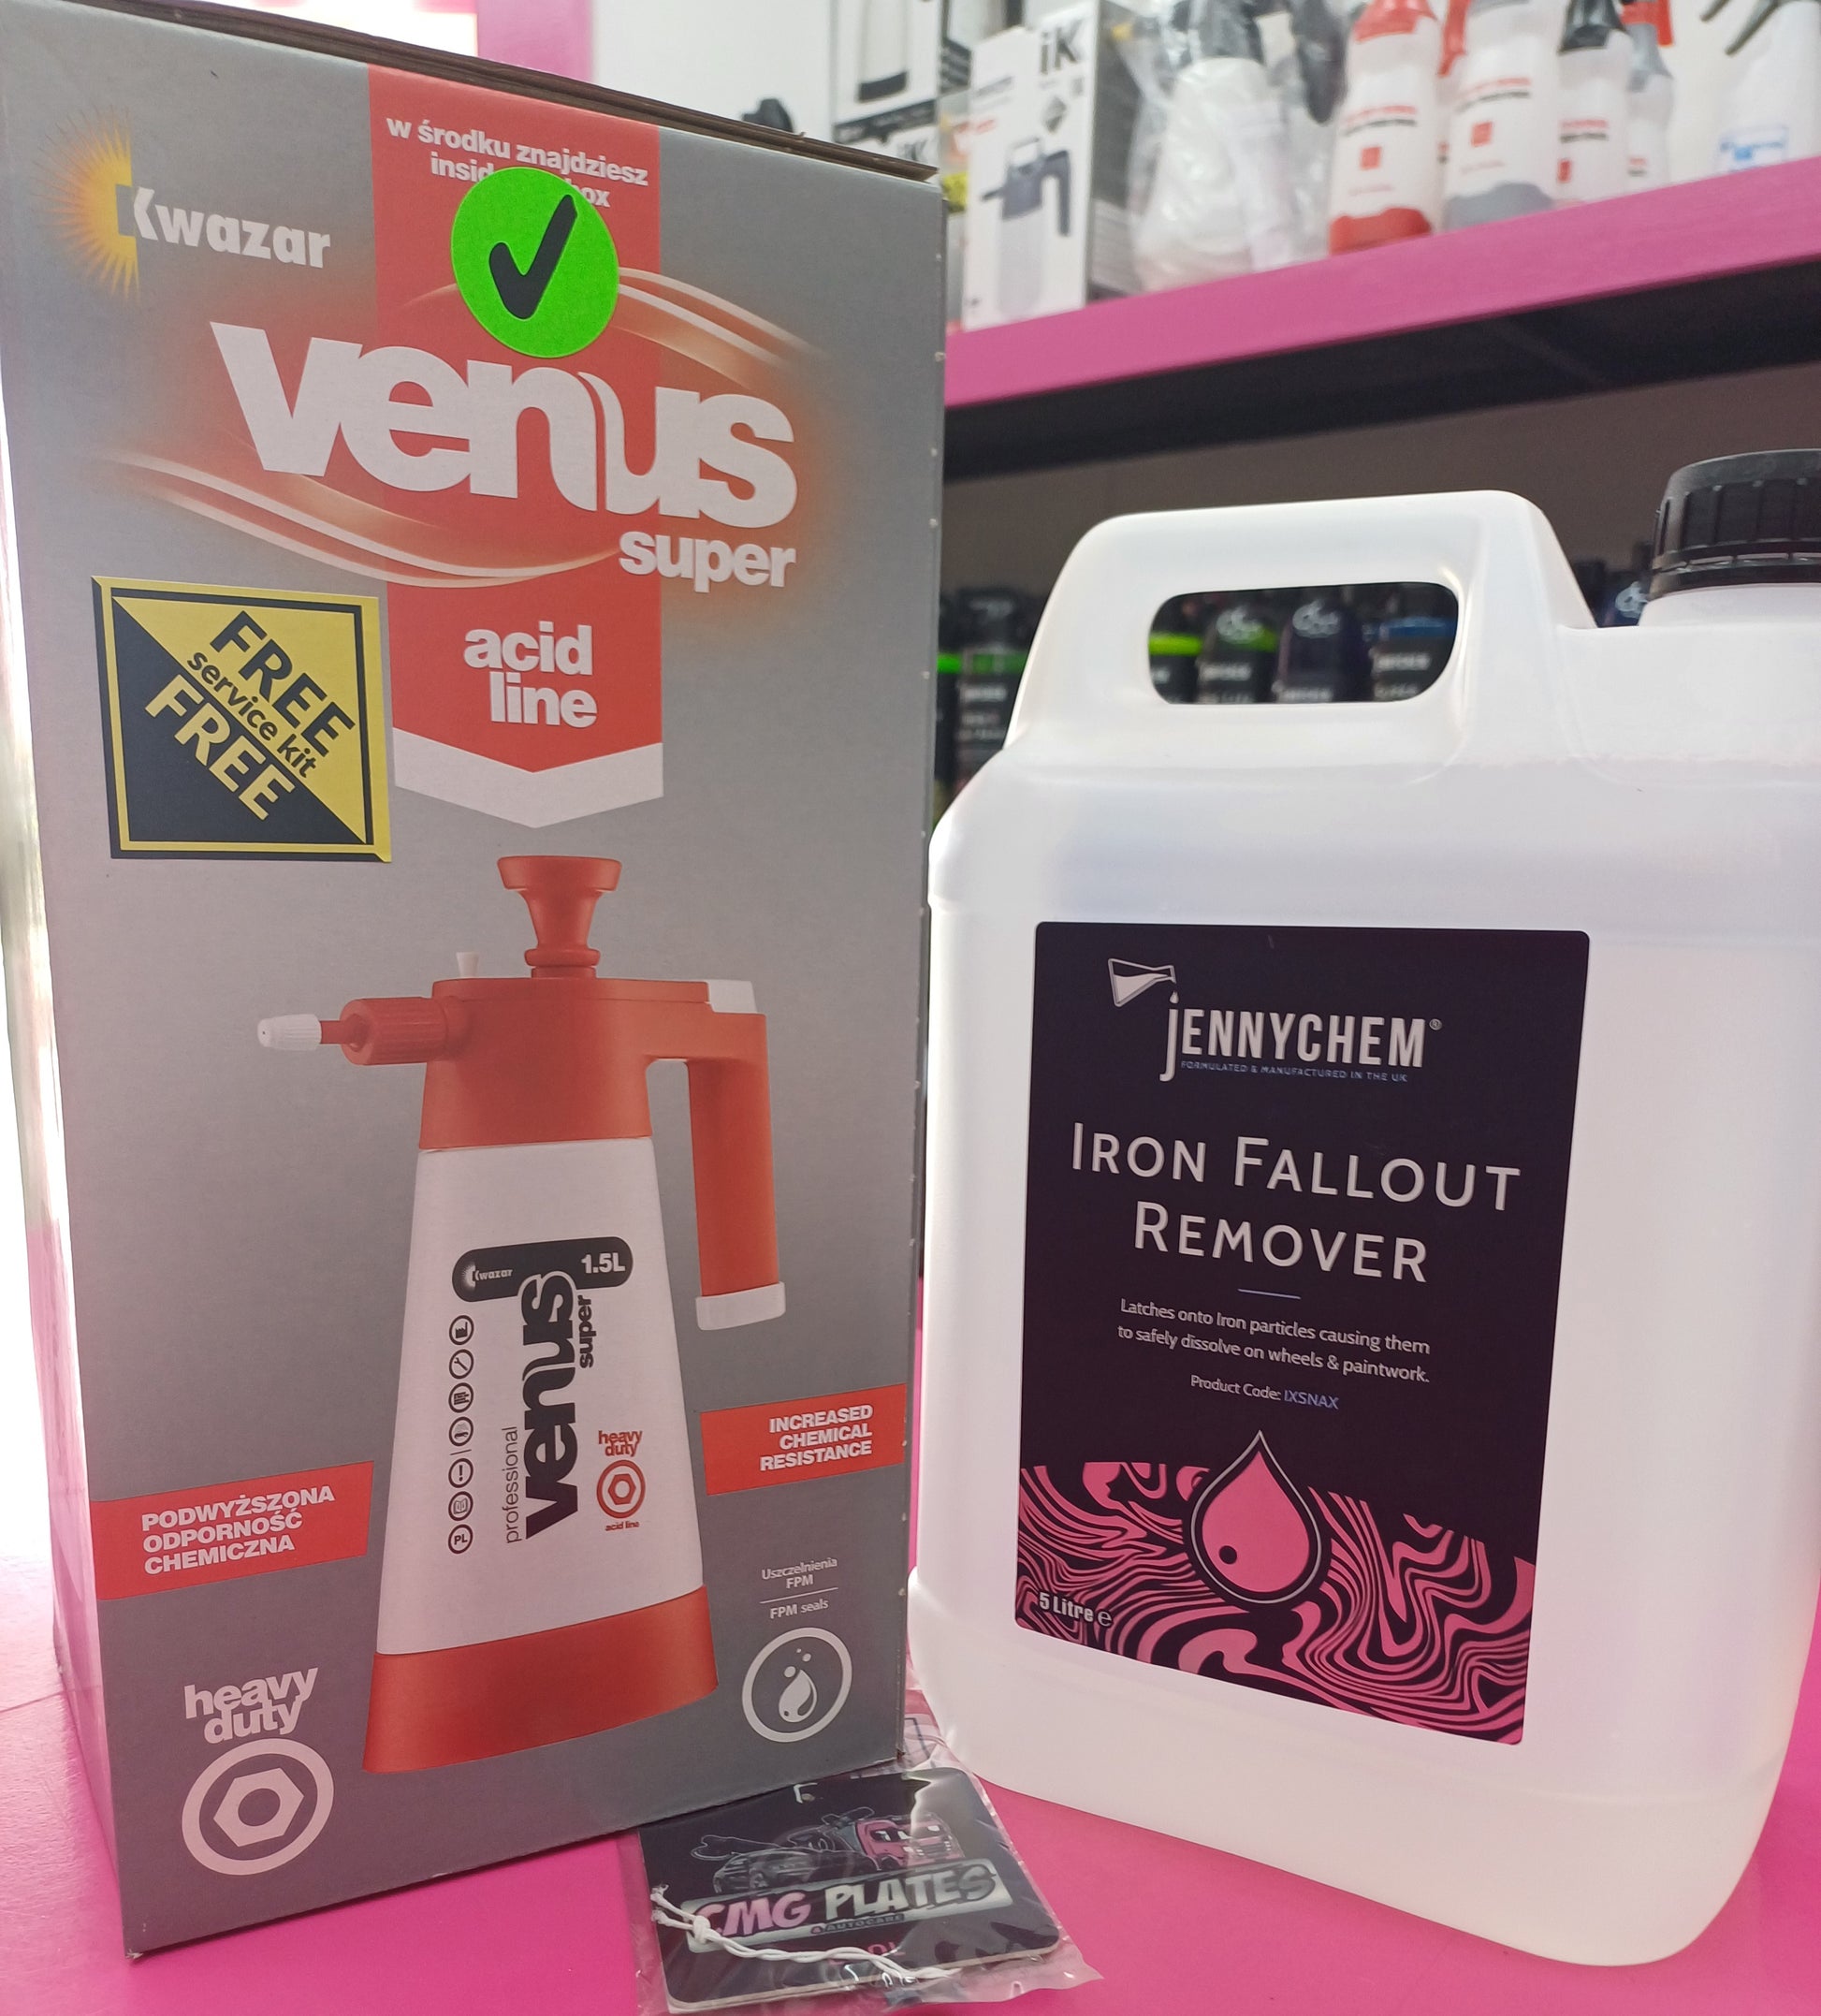 Kwazar
w środku znajdziesz
venus
super
acid
line
FREE
service kit
FREE
Kwazar
1.5L
professional
venus
super
heavy
duty
acid line
PL
INCREASED
CHEMICAL
RESISTANCE
PODWYŻSZONA
ODPORNOŚĆ
CHEMICZNA
Uszczelnienia
FPM
FPM seals
heavy
duty
iK
jENNYCHEM®
FORMULATED & MANUFACTURED IN THE UK
IRON FALLOUT
REMOVER
Latches onto Iron particles causing them
to safely dissolve on wheels & paintwork.
Product Code: IXSNAX
5 Litre ℮
CMG PLATES
& AUTOCARE